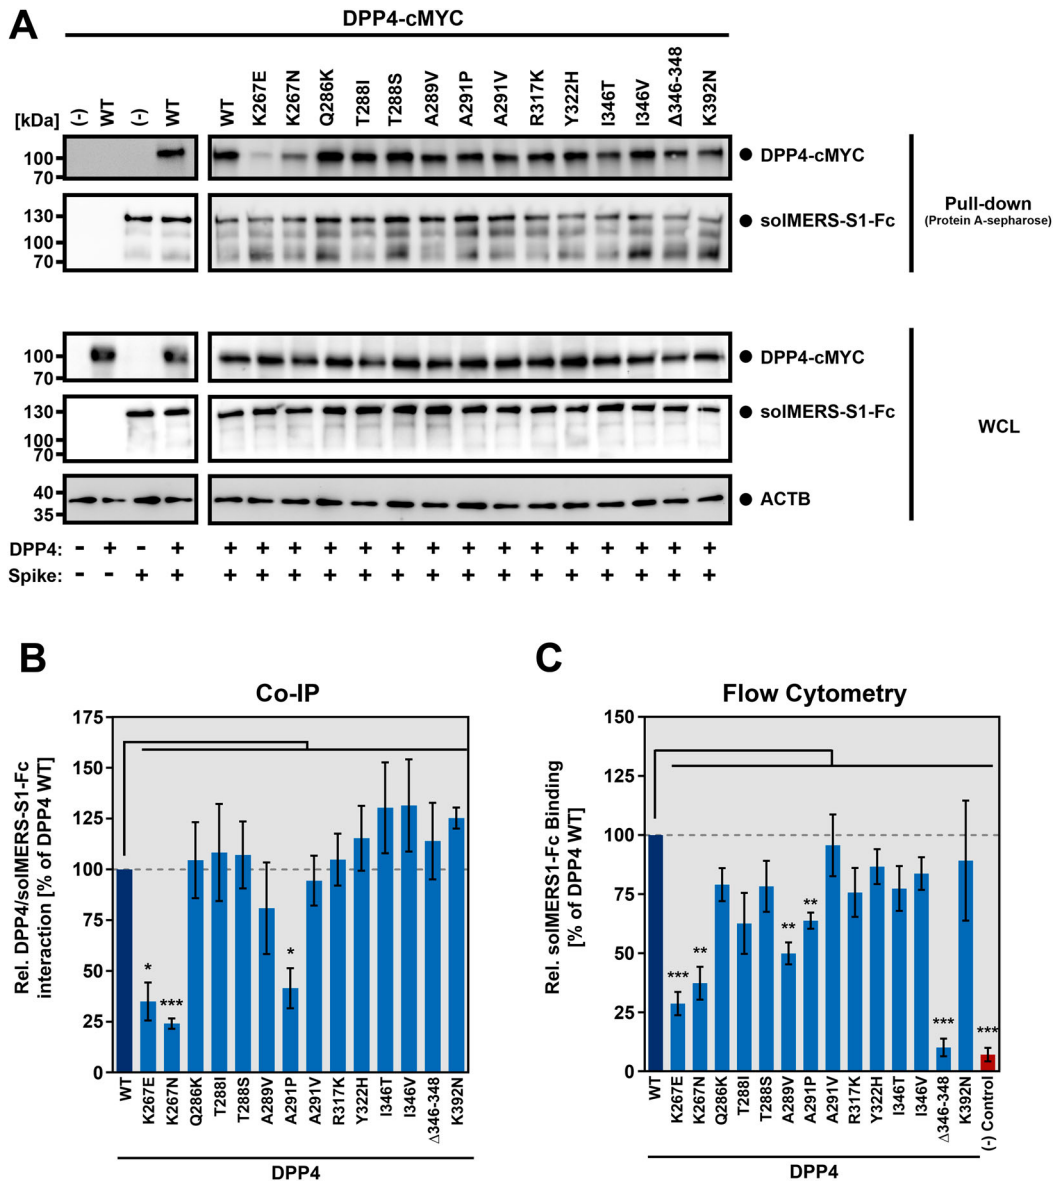 A
DPP4-cMYC
[kDa] (-) WT (-) WT WT K267E K267N Q286K T288I T288S A289V A291P A291V R317K Y322H I346T I346V Δ346-348 K392N
100
70
● DPP4-cMYC
130
100
70
● solMERS-S1-Fc
Pull-down
(Protein A-sepharose)
100
70
● DPP4-cMYC
130
100
70
● solMERS-S1-Fc
WCL
40
35
● ACTB
DPP4: - + - + + + + + + + + + + + + + + + +
Spike: - - + + + + + + + + + + + + + + + + +
B
Co-IP
Rel. DPP4/solMERS-S1-Fc
interaction [% of DPP4 WT]
175
150
125
100
75
50
25
0
* *** *
WT K267E K267N Q286K T288I T288S A289V A291P A291V R317K Y322H I346T I346V Δ346-348 K392N
DPP4
C
Flow Cytometry
Rel. solMERS1-Fc Binding
[% of DPP4 WT]
150
125
100
75
50
25
0
*** ** ** ** *** ***
WT K267E K267N Q286K T288I T288S A289V A291P A291V R317K Y322H I346T I346V Δ346-348 K392N (-) Control
DPP4